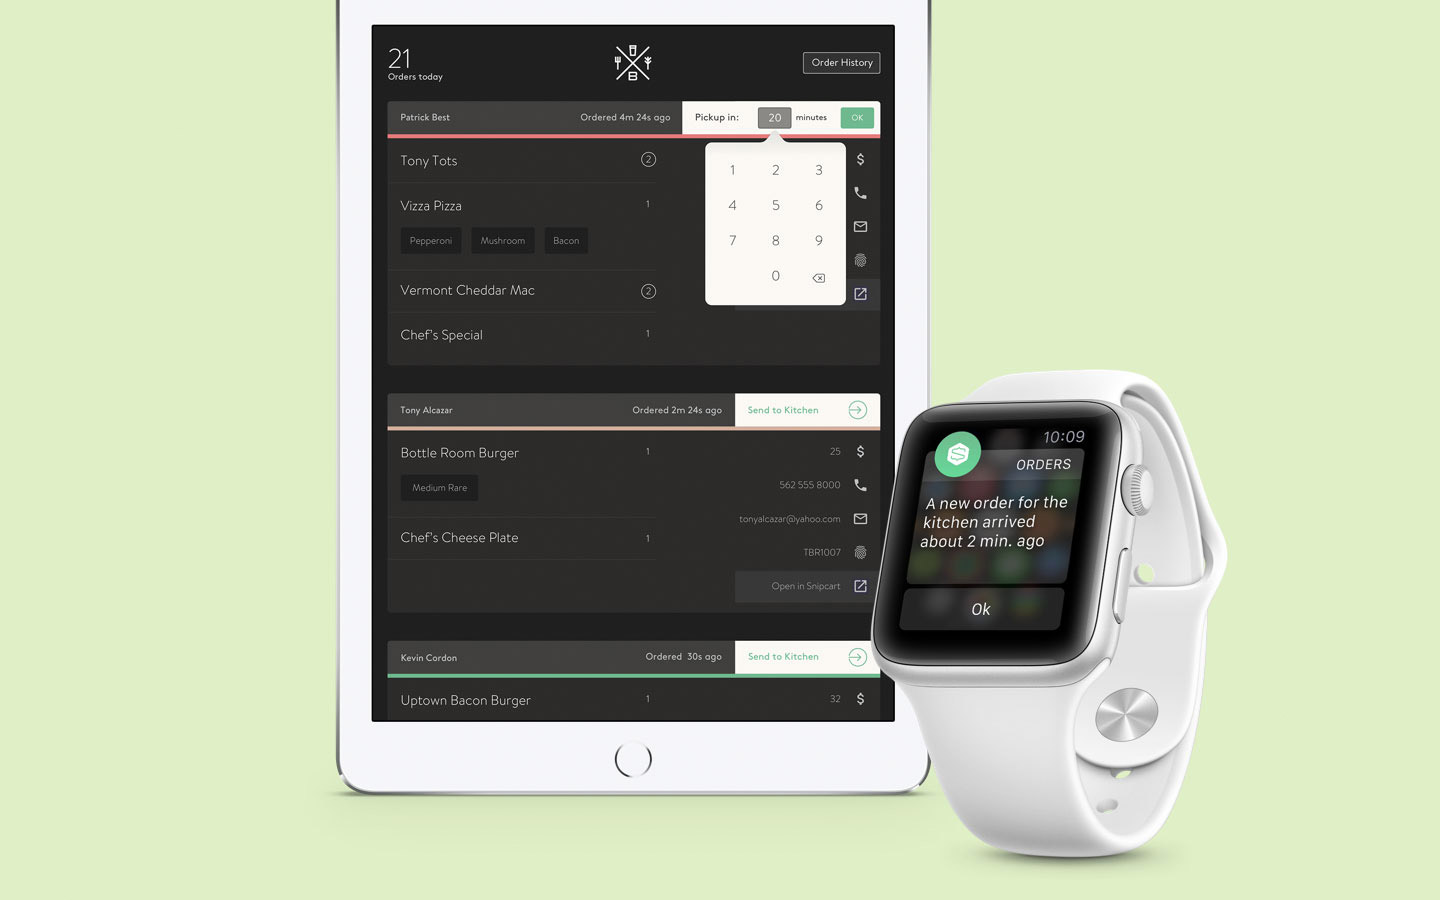 21
Orders today
Order History
Patrick Best
Ordered 4m 24s ago
Pickup in:
20
minutes
OK
Tony Tots
2
Vizza Pizza
1
Pepperoni
Mushroom
Bacon
Vermont Cheddar Mac
2
Chef's Special
1
1 2 3
4 5 6
7 8 9
0
$
Tony Alcazar
Ordered 2m 24s ago
Send to Kitchen
Bottle Room Burger
1
25
$
Medium Rare
562 555 8000
tonyalcazar@yahoo.com
Chef's Cheese Plate
1
TBR1007
Open in Snipcart
Kevin Cordon
Ordered 30s ago
Send to Kitchen
Uptown Bacon Burger
1
32
$
10:09
ORDERS
A new order for the
kitchen arrived
about 2 min. ago
Ok